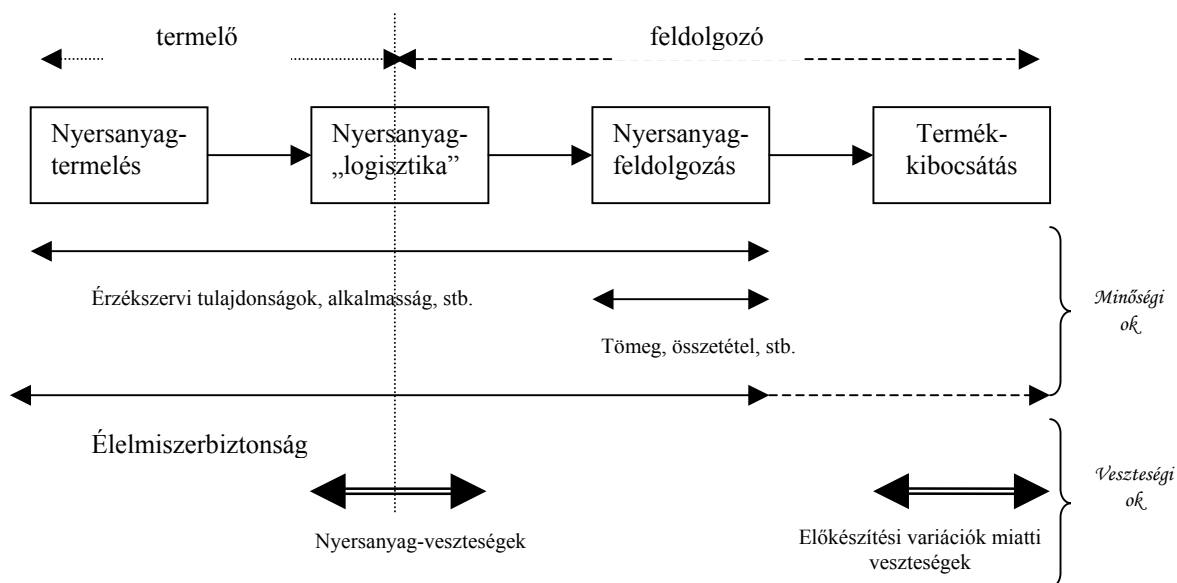 termelő
feldolgozó
Nyersanyag-
termelés
Nyersanyag-
„logisztika”
Nyersanyag-
feldolgozás
Termék-
kibocsátás
Érzékszervi tulajdonságok, alkalmasság, stb.
Tömeg, összetétel, stb.
Minőségi
ok
Élelmiszerbiztonság
Nyersanyag-veszteségek
Előkészítési variációk miatti
veszteségek
Veszteségi
ok